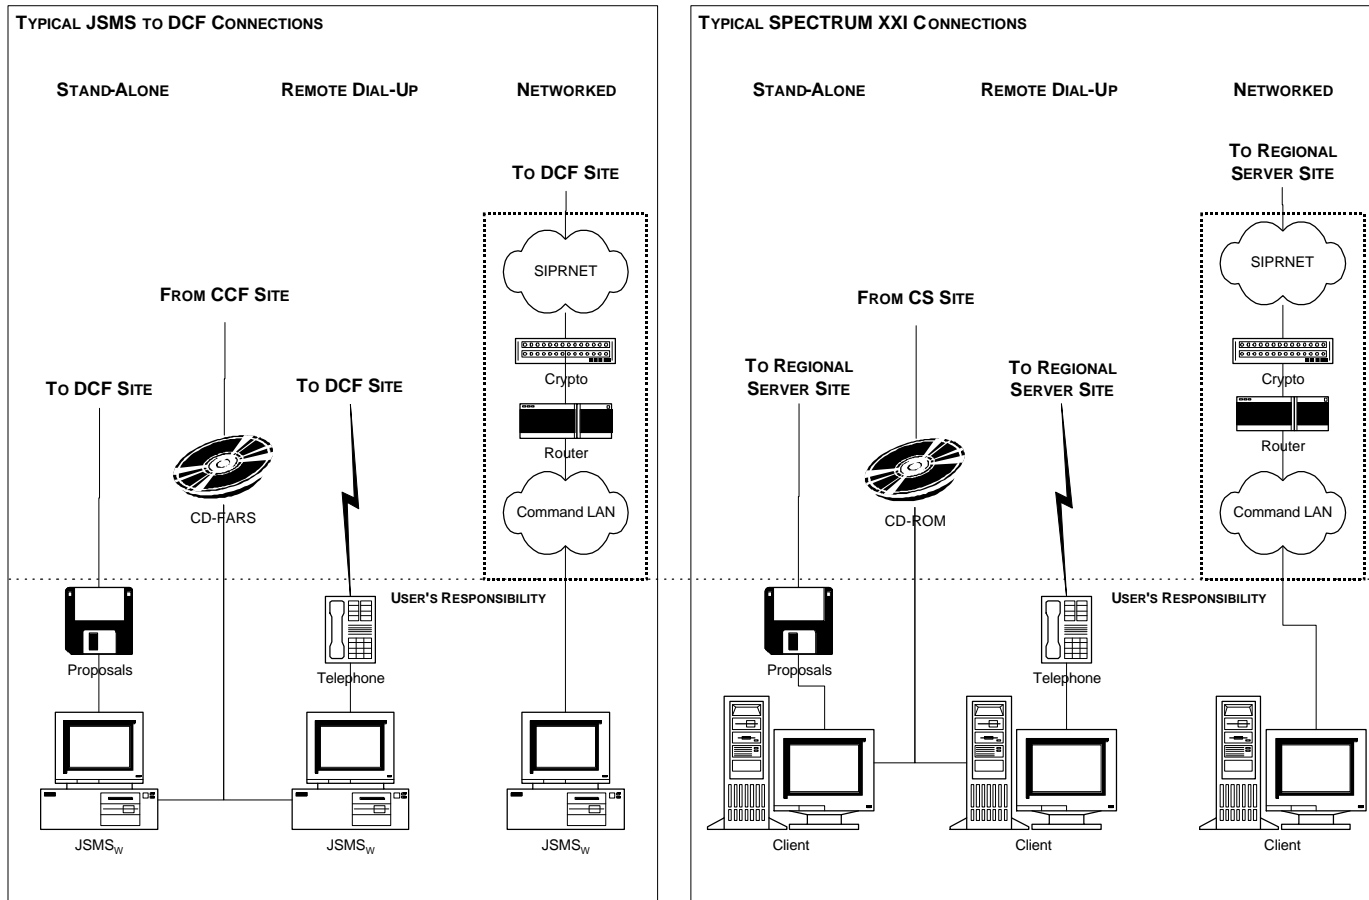 TYPICAL JSMS TO DCF CONNECTIONS
STAND-ALONE
REMOTE DIAL-UP
NETWORKED
TO DCF SITE
SIPRNET
FROM CCF SITE
Crypto
TO DCF SITE
TO DCF SITE
Router
CD-FARS
Command LAN
USER'S RESPONSIBILITY
Proposals
Telephone
JSMSW
JSMSW
JSMSW
TYPICAL SPECTRUM XXI CONNECTIONS
STAND-ALONE
REMOTE DIAL-UP
NETWORKED
TO REGIONAL
SERVER SITE
SIPRNET
FROM CS SITE
TO REGIONAL
SERVER SITE
TO REGIONAL
SERVER SITE
Crypto
Router
CD-ROM
Command LAN
USER'S RESPONSIBILITY
Proposals
Telephone
Client
Client
Client